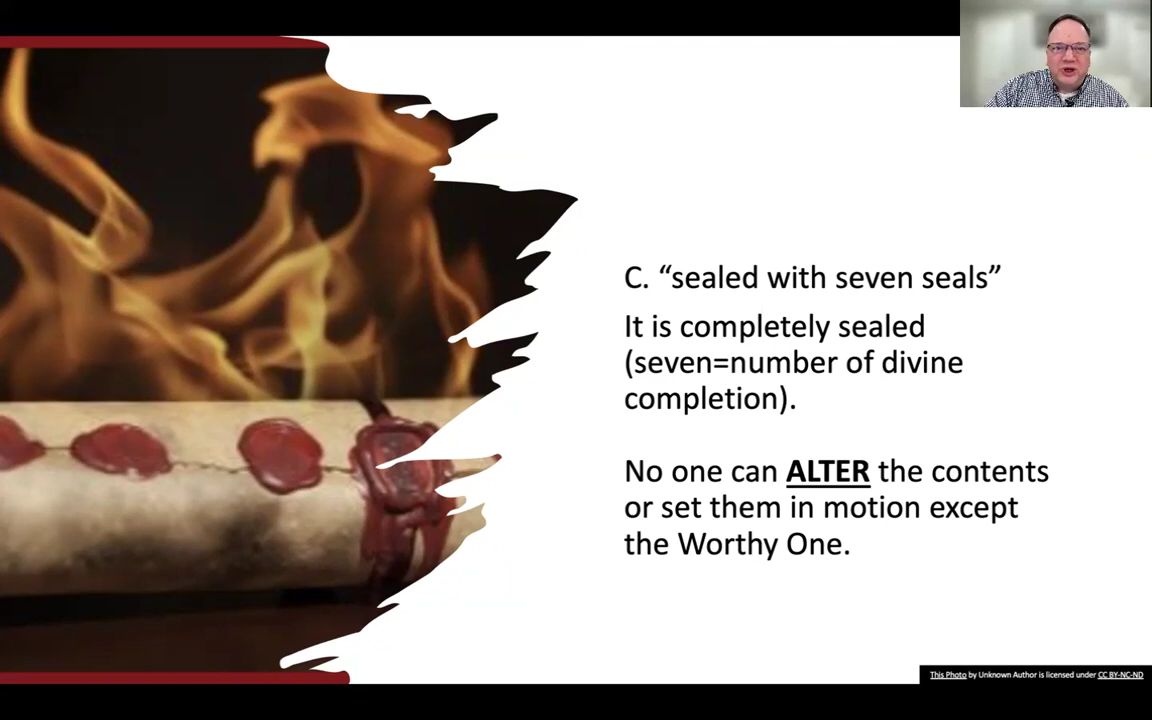 C. “sealed with seven seals”
It is completely sealed
(seven=number of divine
completion).
No one can ALTER the contents
or set them in motion except
the Worthy One.
This Photo by Unknown Author is licensed under CC BY-NC-ND